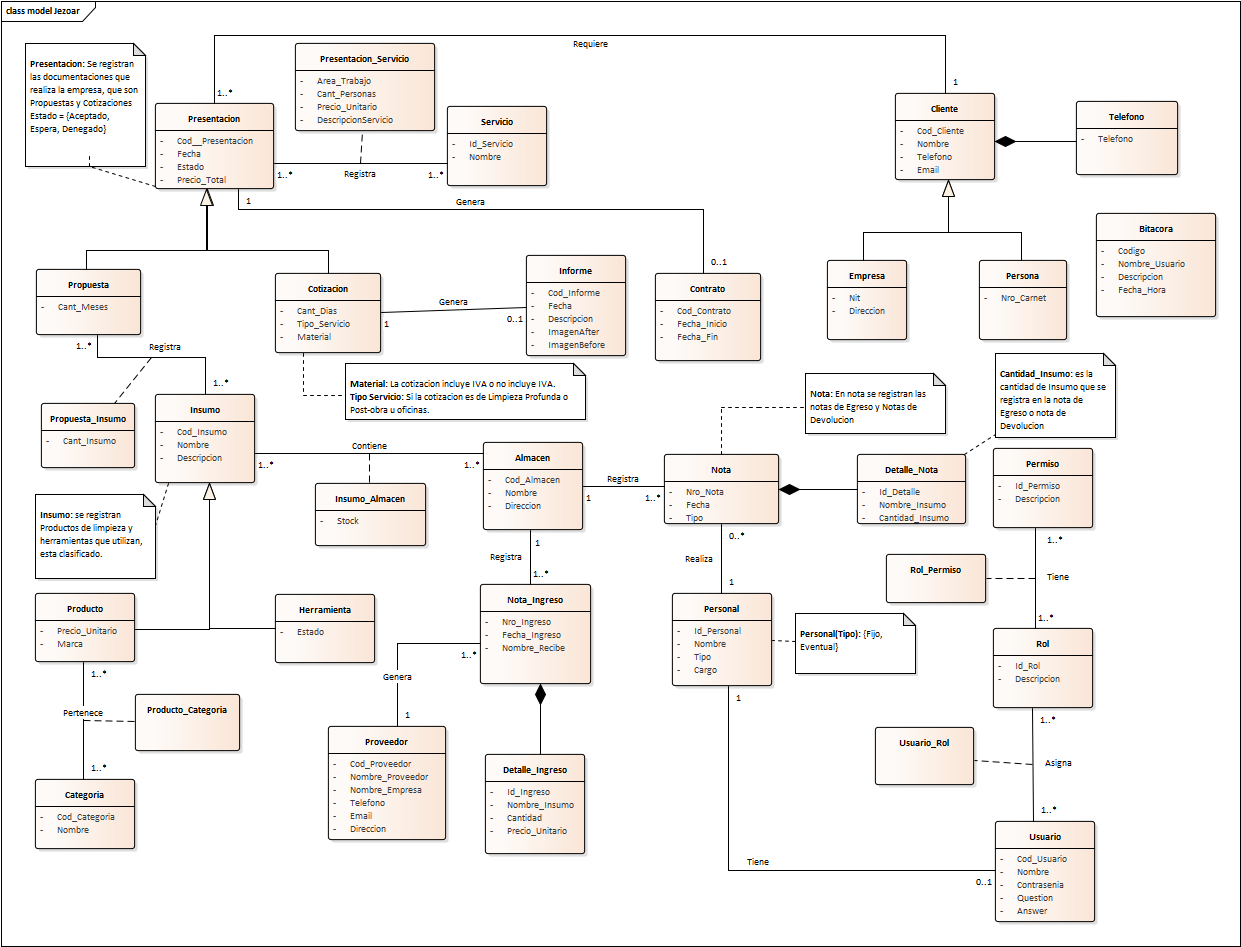 class model Jezoar
Requiere
Presentacion: Se registran
las documentaciones que
realiza la empresa, que son
Propuestas y Cotizaciones
Estado = {Aceptado,
Espera, Denegado}
1..*
1
Presentacion
- Cod__Presentacion
- Fecha
- Estado
- Precio_Total
Presentacion_Servicio
- Area_Trabajo
- Cant_Personas
- Precio_Unitario
- DescripcionServicio
Servicio
- Id_Servicio
- Nombre
1..*
Registra
1..*
Cliente
- Cod_Cliente
- Nombre
- Telefono
- Email
Telefono
- Telefono
1
Genera
0..1
Propuesta
- Cant_Meses
Cotizacion
- Cant_Dias
- Tipo_Servicio
- Material
Genera
1
0..1
Informe
- Cod_Informe
- Fecha
- Descripcion
- ImagenAfter
- ImagenBefore
Contrato
- Cod_Contrato
- Fecha_Inicio
- Fecha_Fin
Empresa
- Nit
- Direccion
Persona
- Nro_Carnet
Bitacora
- Codigo
- Nombre_Usuario
- Descripcion
- Fecha_Hora
1..*
Registra
1..*
Material: La cotizacion incluye IVA o no incluye IVA.
Tipo Servicio: Si la cotizacion es de Limpieza Profunda o
Post-obra u oficinas.
Nota: En nota se registran las
notas de Egreso y Notas de
Devolucion
Cantidad_Insumo: es la
cantidad de Insumo que se
registra en la nota de
Egreso o nota de
Devolucion
Propuesta_Insumo
- Cant_Insumo
Insumo
- Cod_Insumo
- Nombre
- Descripcion
Contiene
1..*
1..*
Insumo_Almacen
- Stock
Almacen
- Cod_Almacen
- Nombre
- Direccion
Registra
1
1..*
Nota
- Nro_Nota
- Fecha
- Tipo
Detalle_Nota
- Id_Detalle
- Nombre_Insumo
- Cantidad_Insumo
Permiso
- Id_Permiso
- Descripcion
Insumo: se registran
Productos de limpieza y
herramientas que utilizan,
esta clasificado.
1
Registra
1..*
0..*
Realiza
1
1..*
Rol_Permiso
Tiene
1..*
Producto
- Precio_Unitario
- Marca
Herramienta
- Estado
Nota_Ingreso
- Nro_Ingreso
- Fecha_Ingreso
- Nombre_Recibe
Personal
- Id_Personal
- Nombre
- Tipo
- Cargo
Personal(Tipo): {Fijo,
Eventual}
Rol
- Id_Rol
- Descripcion
1..*
Genera
1
1..*
Pertenece
1..*
Producto_Categoria
1
1..*
Usuario_Rol
Asigna
1..*
Proveedor
- Cod_Proveedor
- Nombre_Proveedor
- Nombre_Empresa
- Telefono
- Email
- Direccion
Detalle_Ingreso
- Id_Ingreso
- Nombre_Insumo
- Cantidad
- Precio_Unitario
Categoria
- Cod_Categoria
- Nombre
Tiene
0..1
Usuario
- Cod_Usuario
- Nombre
- Contrasenia
- Question
- Answer